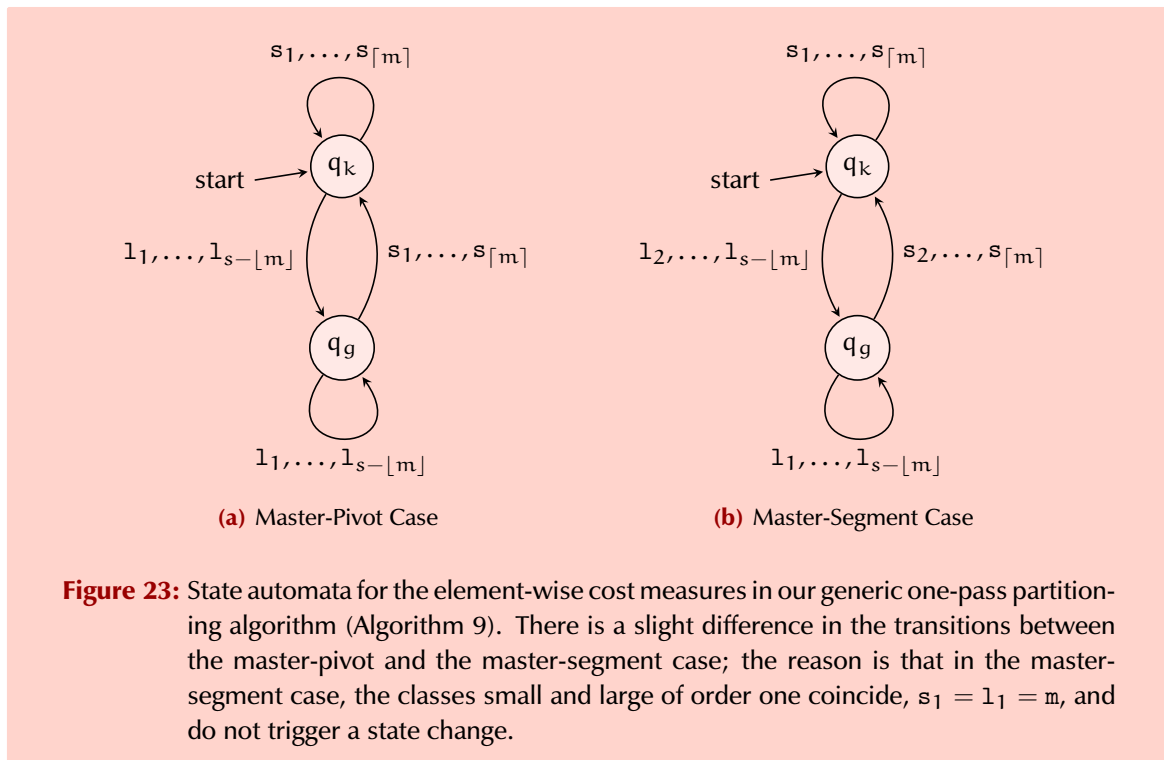 s₁,...,s⌈m⌉ s₁,...,s⌈m⌉
qₖ qₖ
start start
l₁,...,lₛ₋⌊m⌋ s₁,...,s⌈m⌉ l₂,...,lₛ₋⌊m⌋ s₂,...,s⌈m⌉
q_g q_g
l₁,...,lₛ₋⌊m⌋ l₁,...,lₛ₋⌊m⌋
(a) Master-Pivot Case (b) Master-Segment Case
Figure 23: State automata for the element-wise cost measures in our generic one-pass partition-
ing algorithm (Algorithm 9). There is a slight difference in the transitions between
the master-pivot and the master-segment case; the reason is that in the master-
segment case, the classes small and large of order one coincide, s₁ = l₁ = m, and
do not trigger a state change.